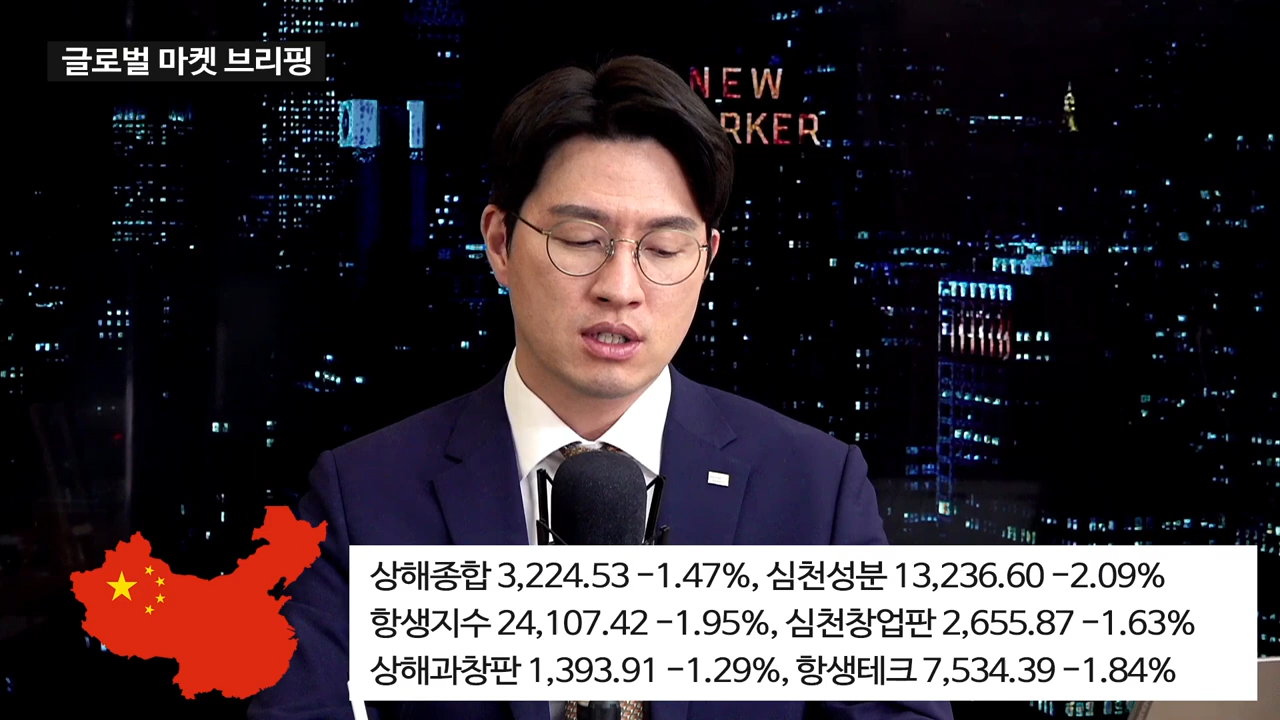 글로벌 마켓 브리핑
NEW
RKER
상해종합 3,224.53 -1.47%, 심천성분 13,236.60 -2.09%
항생지수 24,107.42 -1.95%, 심천창업판 2,655.87 -1.63%
상해과창판 1,393.91 -1.29%, 항생테크 7,534.39 -1.84%